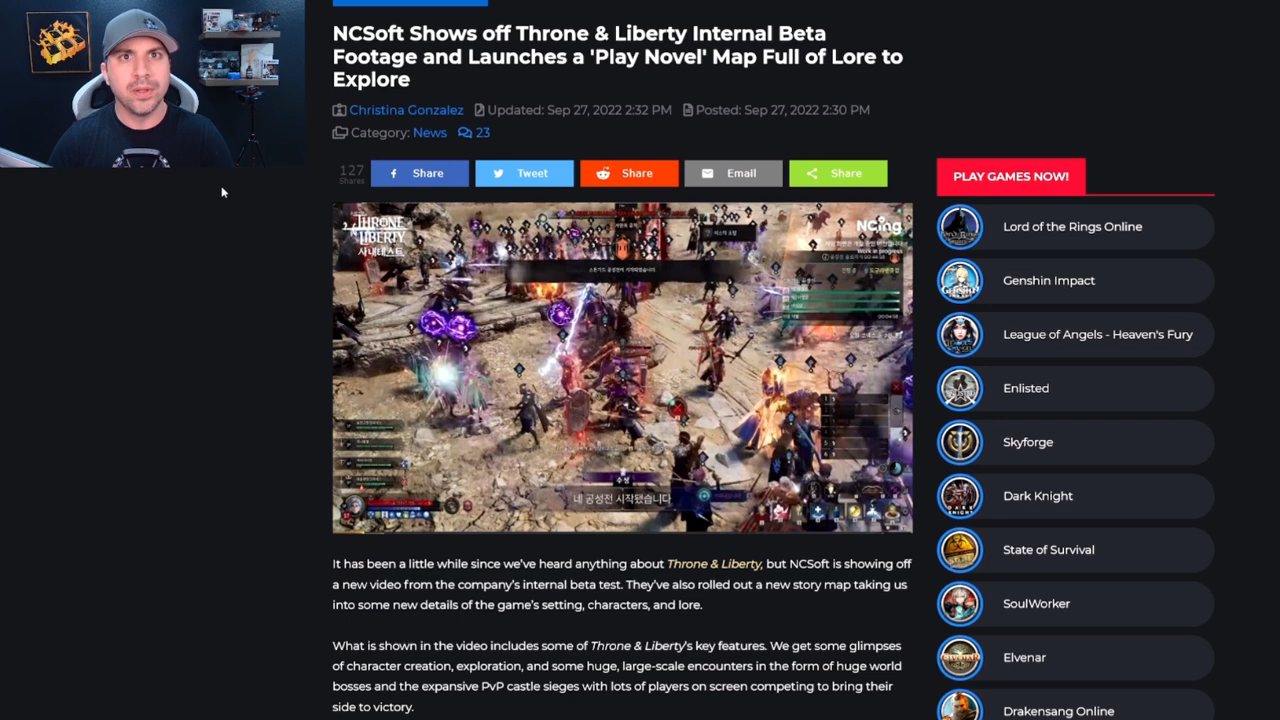 NCSoft Shows off Throne & Liberty Internal Beta
Footage and Launches a 'Play Novel' Map Full of Lore to
Explore
Christina Gonzalez Updated: Sep 27, 2022 2:32 PM Posted: Sep 27, 2022 2:30 PM
Category: News 23
127
Shares
Share
Tweet
Share
Email
Share
THRONE
LIBERTY
사내테스트
NCing
Work in progress
네 공성전 시작됐습니다
It has been a little while since we've heard anything about Throne & Liberty, but NCSoft is showing off
a new video from the company's internal beta test. They've also rolled out a new story map taking us
into some new details of the game's setting, characters, and lore.
What is shown in the video includes some of Throne & Liberty's key features. We get some glimpses
of character creation, exploration, and some huge, large-scale encounters in the form of huge world
bosses and the expansive PvP castle sieges with lots of players on screen competing to bring their
side to victory.
PLAY GAMES NOW!
Lord of the Rings Online
Genshin Impact
League of Angels - Heaven's Fury
Enlisted
Skyforge
Dark Knight
State of Survival
SoulWorker
Elvenar
Drakensang Online